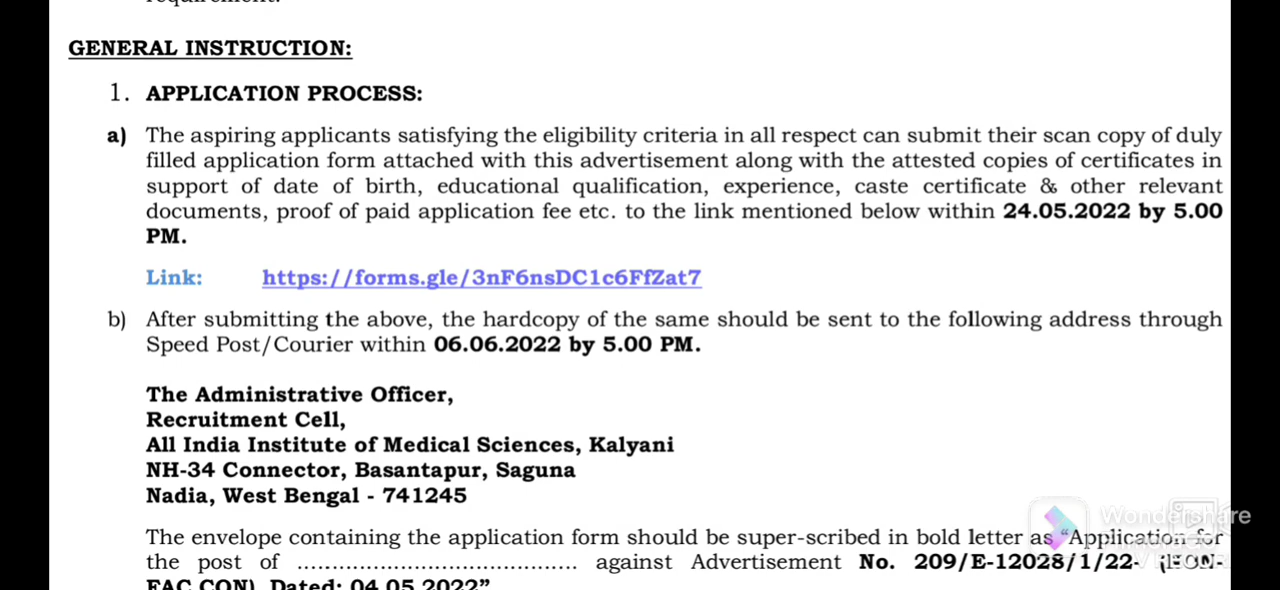 requirement.
GENERAL INSTRUCTION:
1. APPLICATION PROCESS:
a) The aspiring applicants satisfying the eligibility criteria in all respect can submit their scan copy of duly
filled application form attached with this advertisement along with the attested copies of certificates in
support of date of birth, educational qualification, experience, caste certificate & other relevant
documents, proof of paid application fee etc. to the link mentioned below within 24.05.2022 by 5.00
PM.
Link: https://forms.gle/3nF6nsDC1c6FfZat7
b) After submitting the above, the hardcopy of the same should be sent to the following address through
Speed Post/Courier within 06.06.2022 by 5.00 PM.
The Administrative Officer,
Recruitment Cell,
All India Institute of Medical Sciences, Kalyani
NH-34 Connector, Basantapur, Saguna
Nadia, West Bengal - 741245
The envelope containing the application form should be super-scribed in bold letter as “Application for
the post of ........................................ against Advertisement No. 209/E-12028/1/22-
FAC.CON) Dated: 04.05.2022”
Wondershare